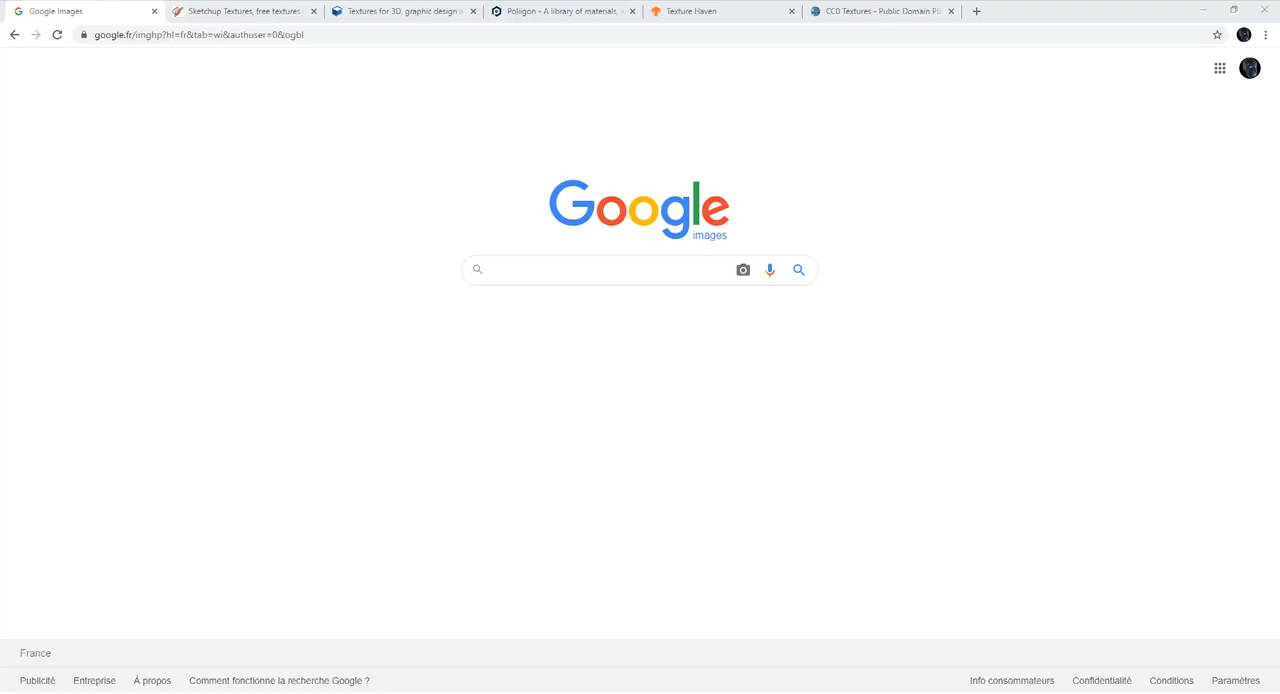 Google Images
Sketchup Textures, free textures
Textures for 3D, graphic design
Poliigon - A library of materials,
Texture Haven
CC0 Textures - Public Domain
google.fr/imghp?hl=fr&tab=wi&authuser=0&ogbl
Google
images
France
Publicité Entreprise À propos Comment fonctionne la recherche Google ? Info consommateurs Confidentialité Conditions Paramètres